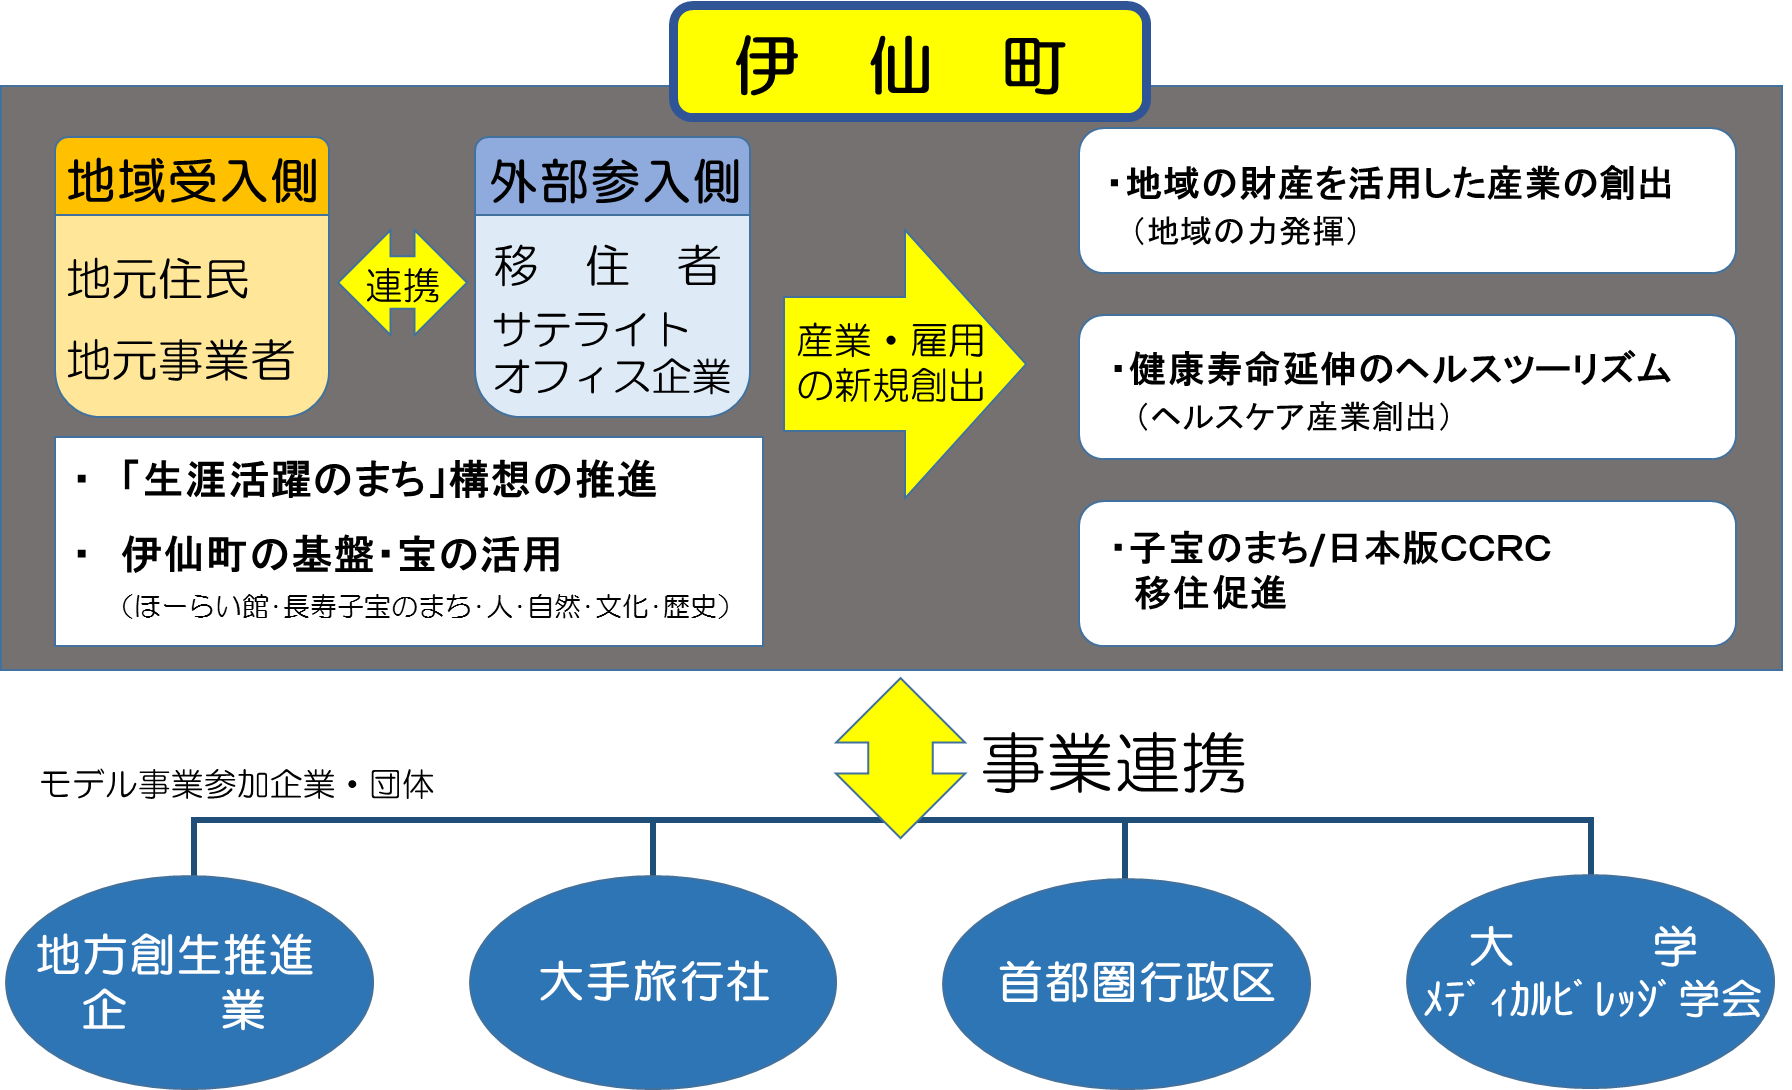 伊 仙 町
地域受入側
地元住民
地元事業者
連携
外部参入側
移 住 者
サテライト
オフィス企業
・ 「生涯活躍のまち」構想の推進
・ 伊仙町の基盤・宝の活用
（ほーらい館・長寿子宝のまち・人・自然・文化・歴史）
産業・雇用
の新規創出
・地域の財産を活用した産業の創出
（地域の力発揮）
・健康寿命延伸のヘルスツーリズム
（ヘルスケア産業創出）
・子宝のまち/日本版CCRC
移住促進
事業連携
モデル事業参加企業・団体
地方創生推進
企 業
大手旅行社
首都圏行政区
大 学
ﾒﾃﾞｨｶﾙﾋﾞﾚｯｼﾞ学会